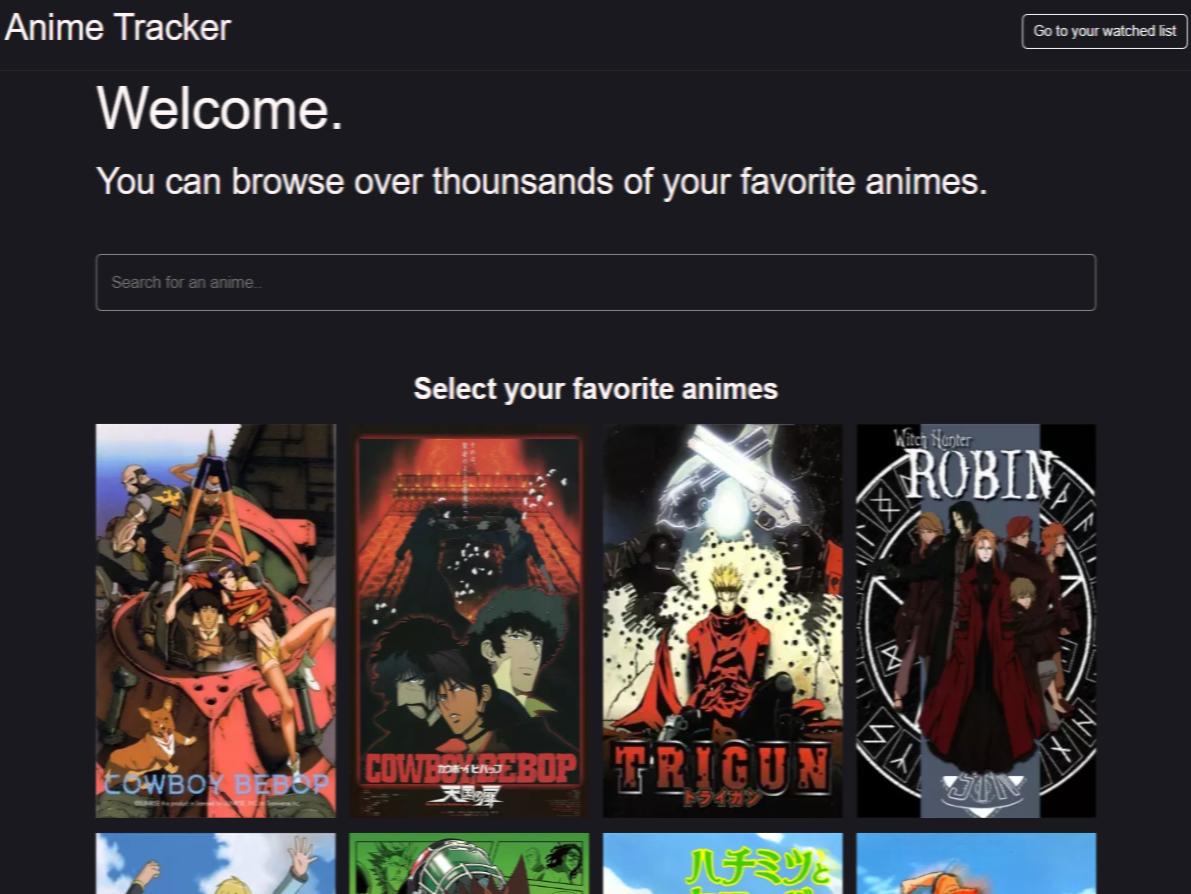 Anime Tracker
Go to your watched list
Welcome.
You can browse over thounsands of your favorite animes.
Search for an anime..
Select your favorite animes
COWBOY BEBOP
COWBOY BEBOP
カウボーイビバップ
天国の扉
TRIGUN
トライガン
Witch Hunter
ROBIN
ハチミツと